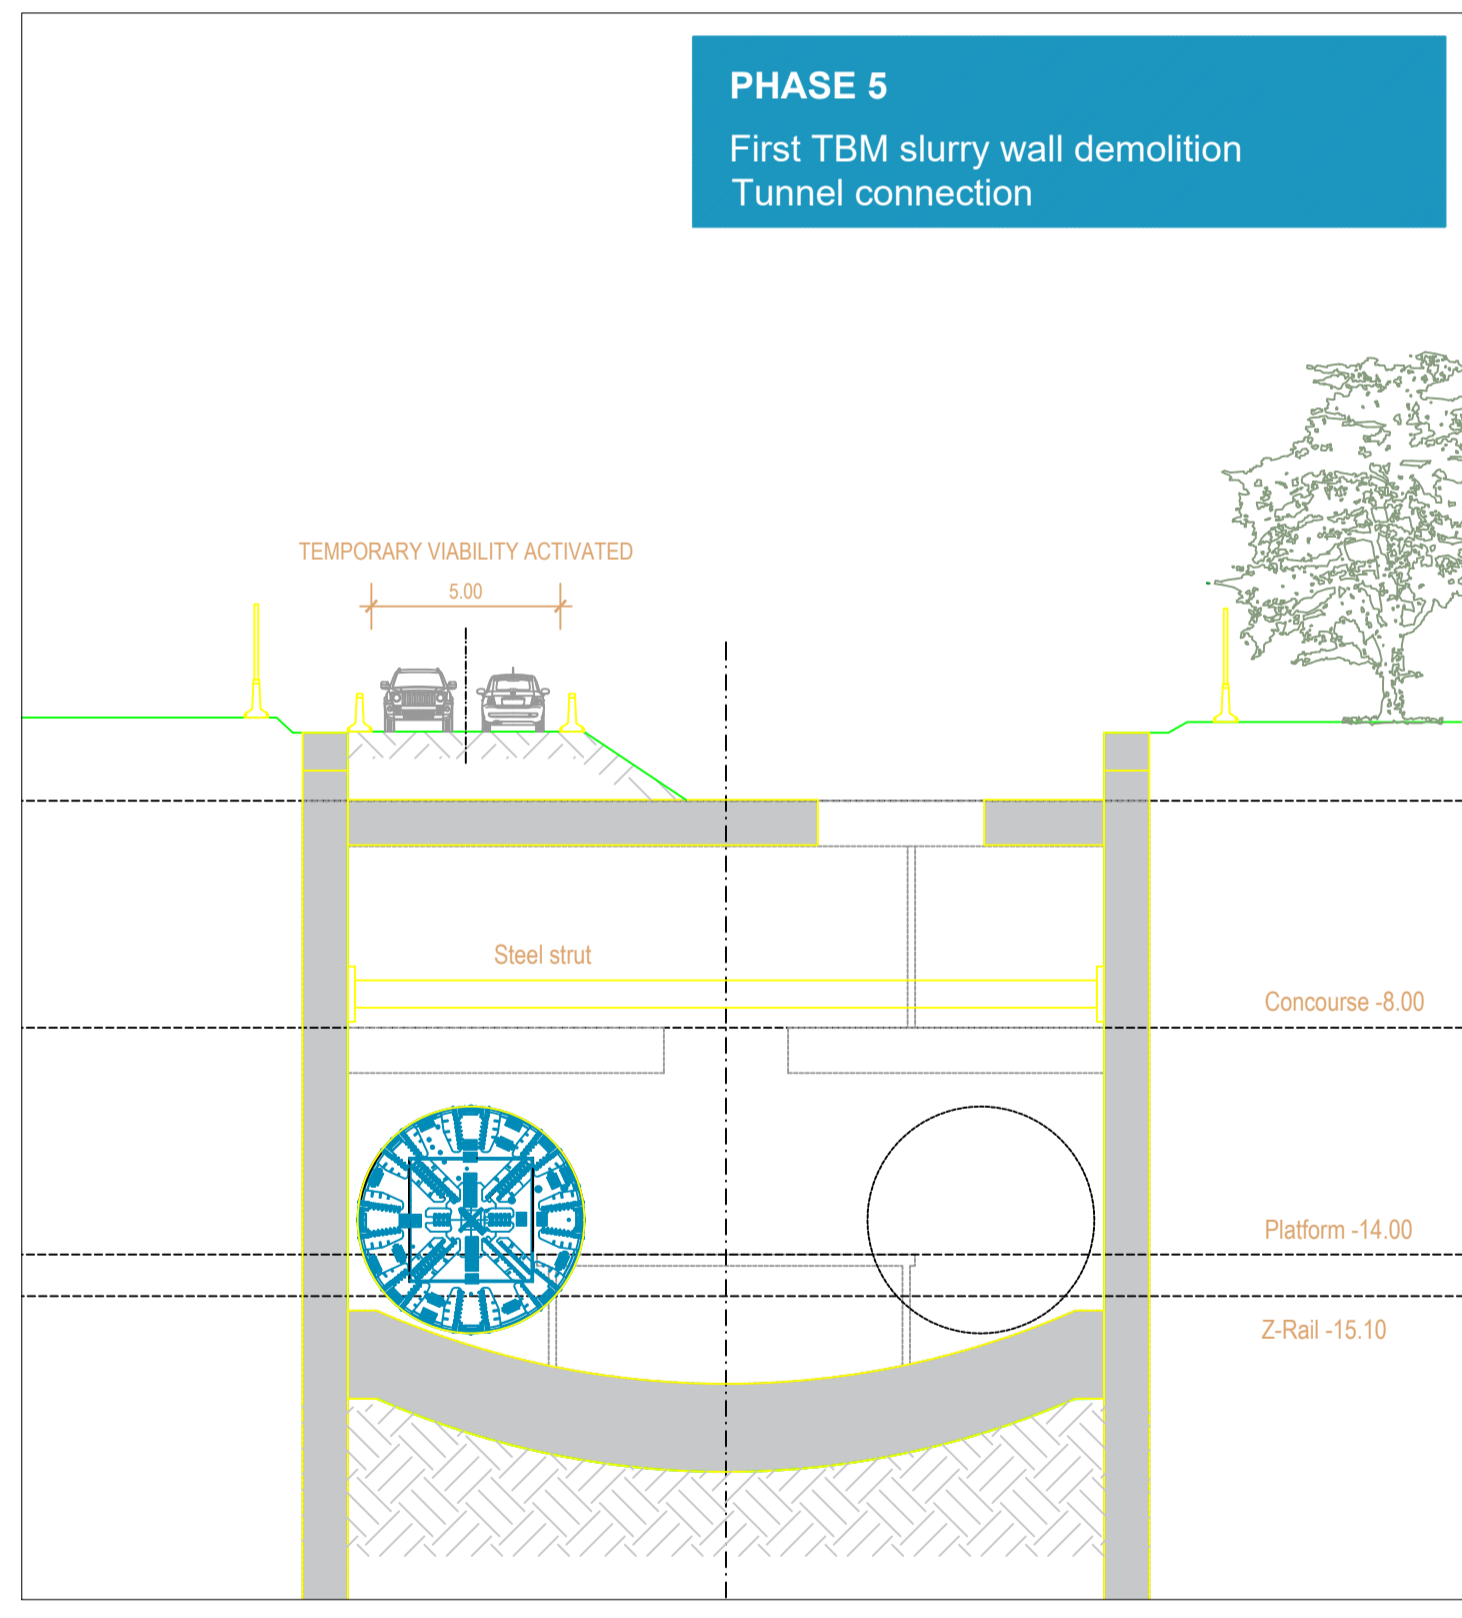 PHASE 5
First TBM slurry wall demolition
Tunnel connection
TEMPORARY VIABILITY ACTIVATED
5.00
Steel strut
Concourse -8.00
Platform -14.00
Z-Rail -15.10